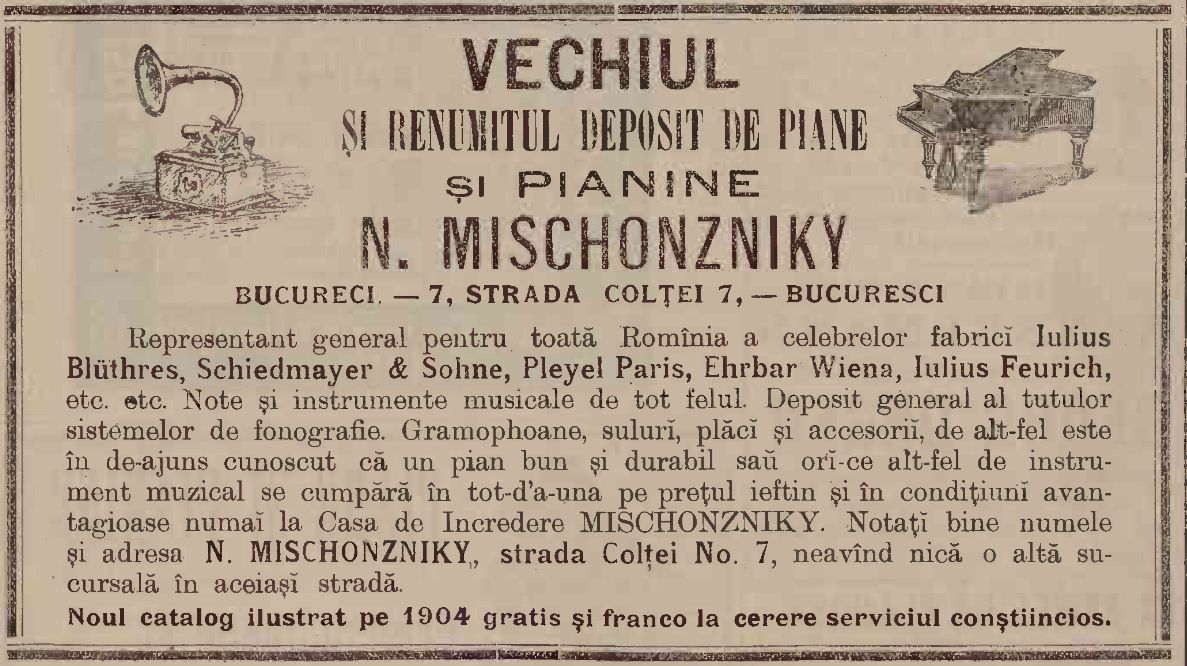 VECHIUL
ȘI RENUMITUL DEPOSIT DE PIANE
ȘI PIANINE
N. MISCHONZNIKY
BUCURECI. — 7, STRADA COLȚEI 7, — BUCURESCI
Representant general pentru toată Romînia a celebrelor fabricĭ Iulius
Blüthres, Schiedmayer & Sohne, Pleyel Paris, Ehrbar Wiena, Iulius Feurich,
etc. etc. Note și instrumente musicale de tot felul. Deposit general al tutulor
sistemelor de fonografie. Gramophoane, suluri, plăci și accesoriĭ, de alt-fel este
în de-ajuns cunoscut că un pian bun și durabil saŭ orĭ-ce alt-fel de instru-
ment muzical se cumpără în tot-d'a-una pe prețul ieftin și în condițiunĭ avan-
tagioase numaĭ la Casa de Incredere MISCHONZNIKY. Notațĭ bine numele
și adresa N. MISCHONZNIKY, strada Colței No. 7, neavînd nică o altă su-
cursală în aceiașĭ stradă.
Noul catalog ilustrat pe 1904 gratis și franco la cerere serviciul conștiincios.